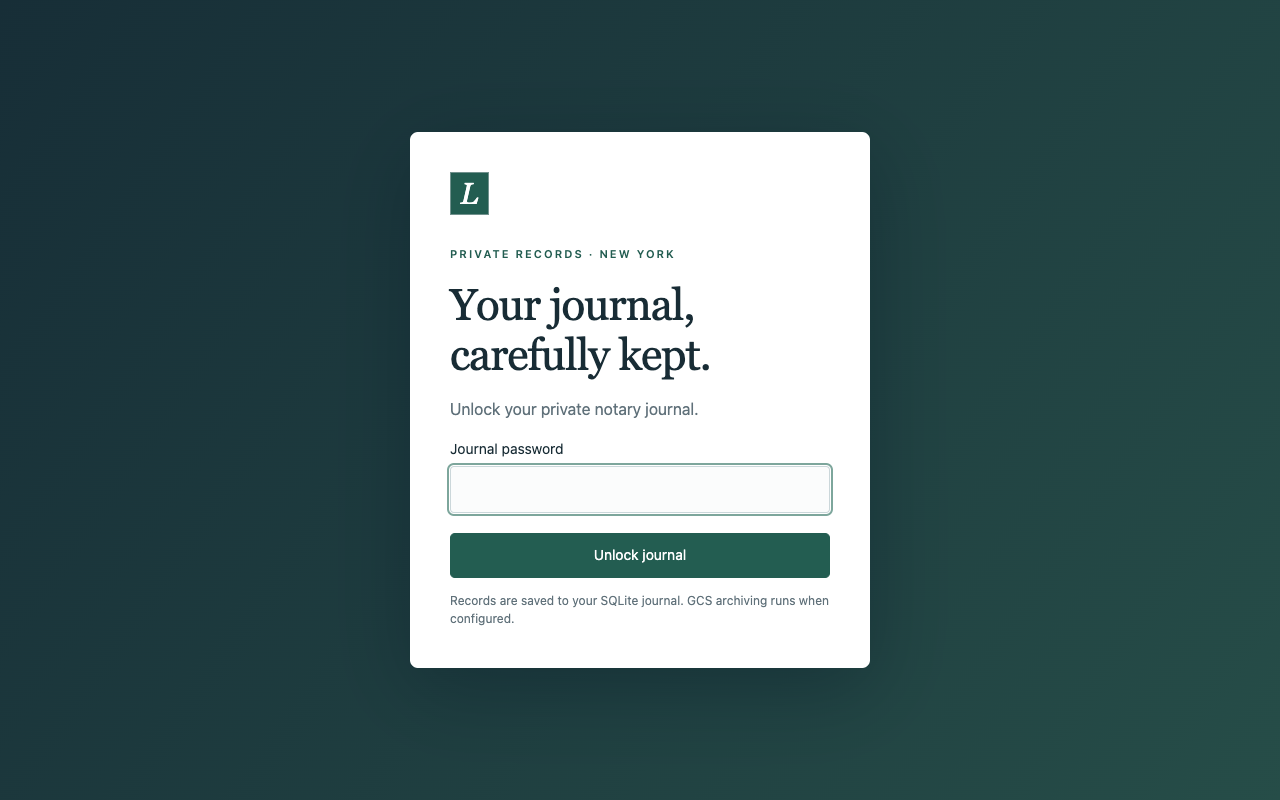 L
PRIVATE RECORDS · NEW YORK
Your journal,
carefully kept.
Unlock your private notary journal.
Journal password
Unlock journal
Records are saved to your SQLite journal. GCS archiving runs when
configured.